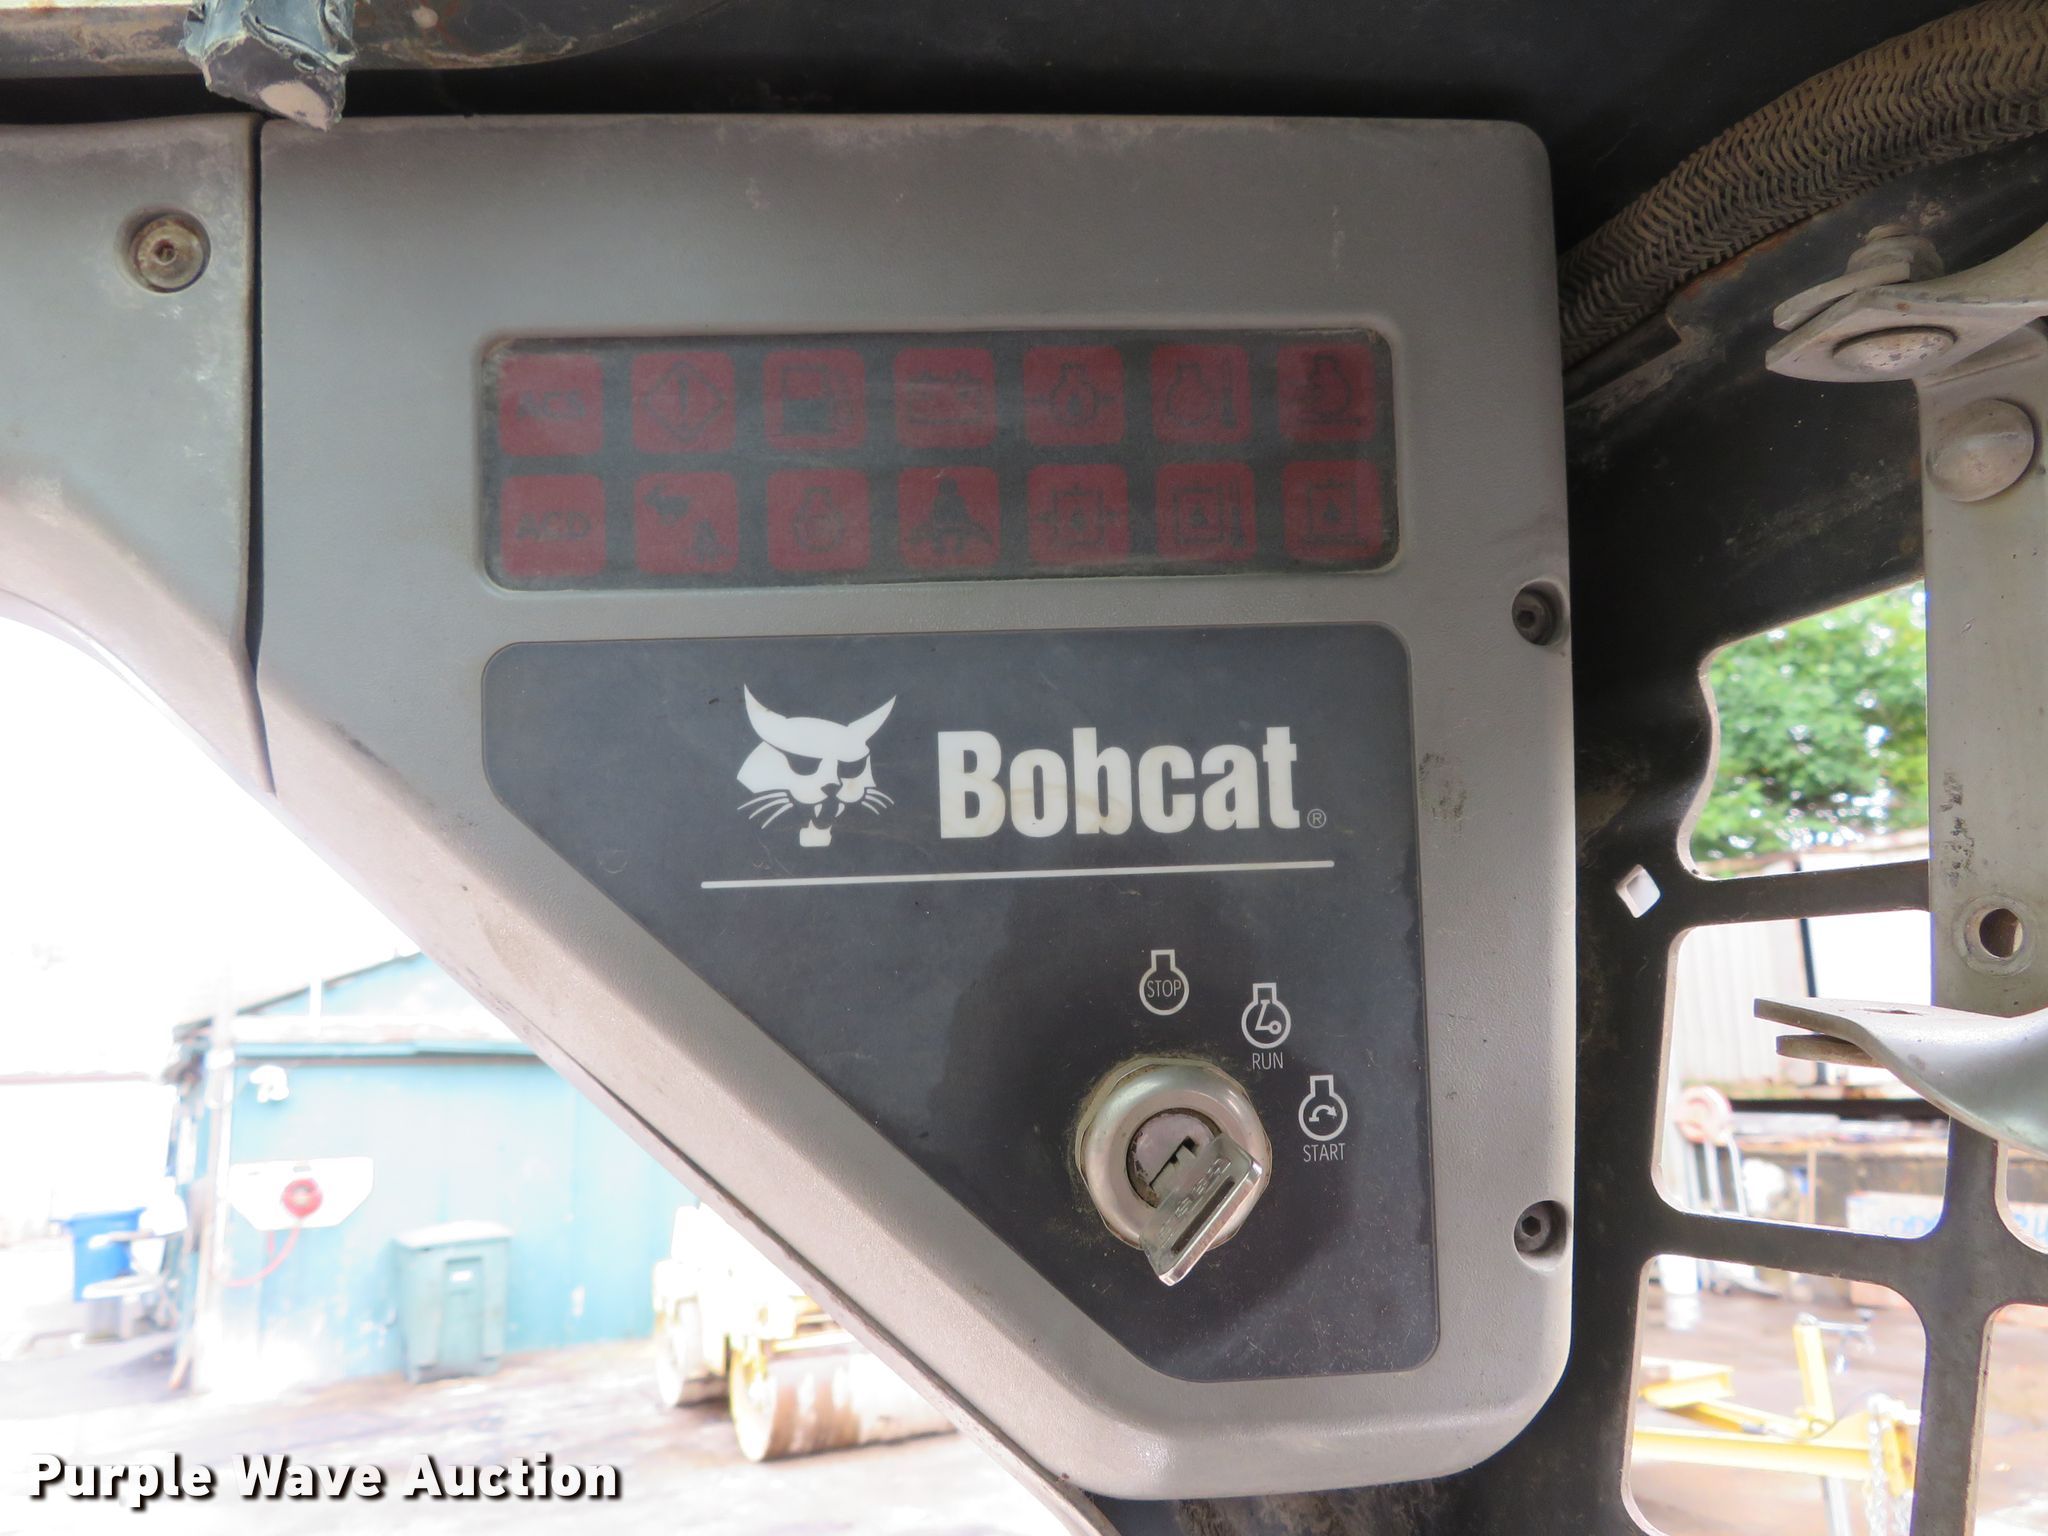 ACS
ACD
Bobcat®
STOP
RUN
START
Purple Wave Auction